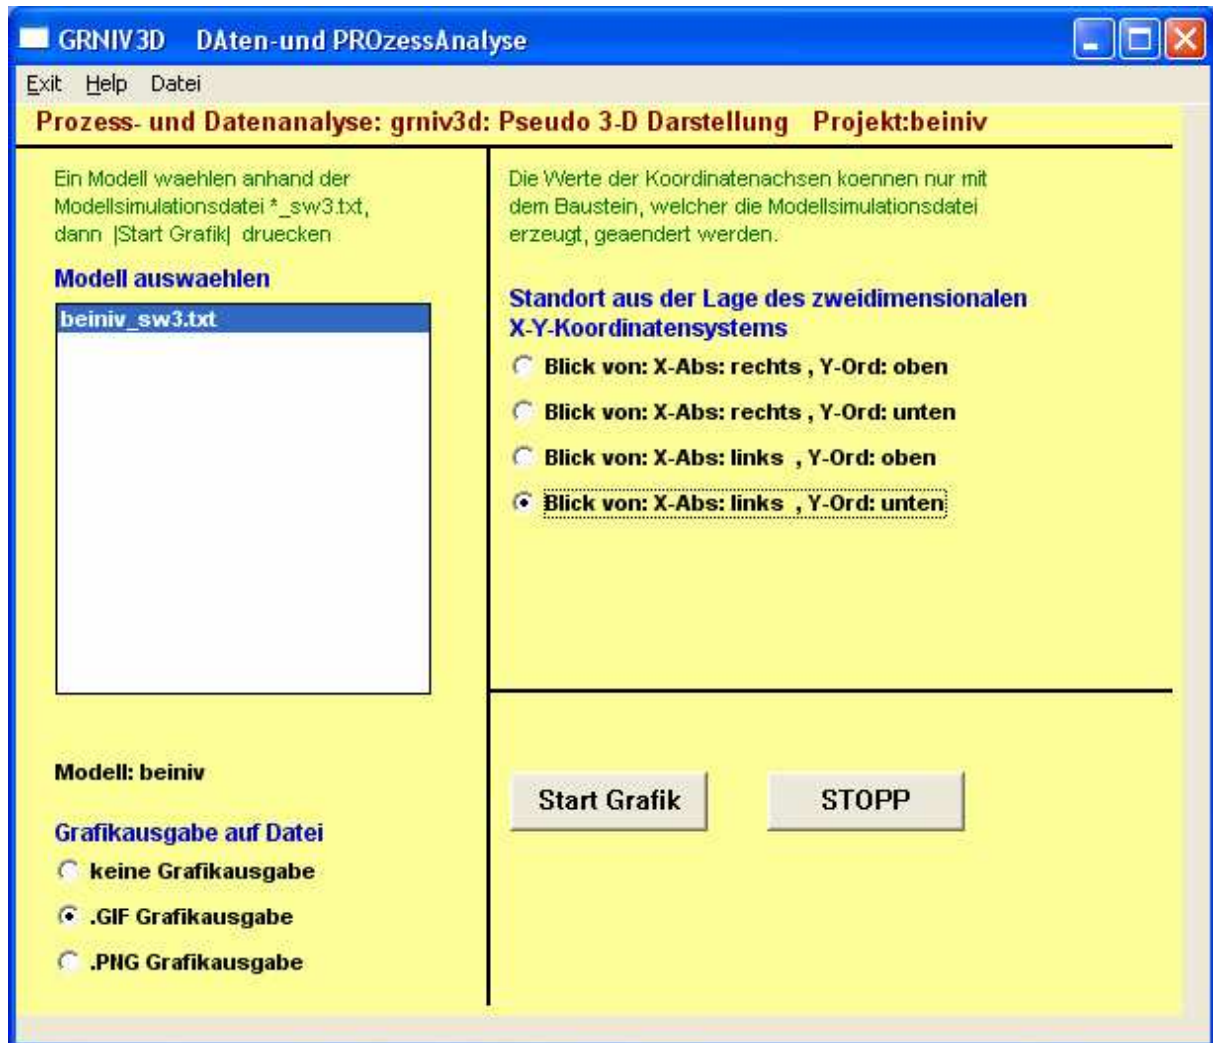 GRNIV3D DAten-und PROzessAnalyse
Exit Help Datei
Prozess- und Datenanalyse: grniv3d: Pseudo 3-D Darstellung Projekt:beiniv
Ein Modell waehlen anhand der
Modellsimulationsdatei *_sw3.txt,
dann |Start Grafik| druecken
Modell auswaehlen
beiniv_sw3.txt
Modell: beiniv
Grafikausgabe auf Datei
keine Grafikausgabe
.GIF Grafikausgabe
.PNG Grafikausgabe
Die Werte der Koordinatenachsen koennen nur mit
dem Baustein, welcher die Modellsimulationsdatei
erzeugt, geaendert werden.
Standort aus der Lage des zweidimensionalen
X-Y-Koordinatensystems
Blick von: X-Abs: rechts , Y-Ord: oben
Blick von: X-Abs: rechts , Y-Ord: unten
Blick von: X-Abs: links , Y-Ord: oben
Blick von: X-Abs: links , Y-Ord: unten
Start Grafik STOPP